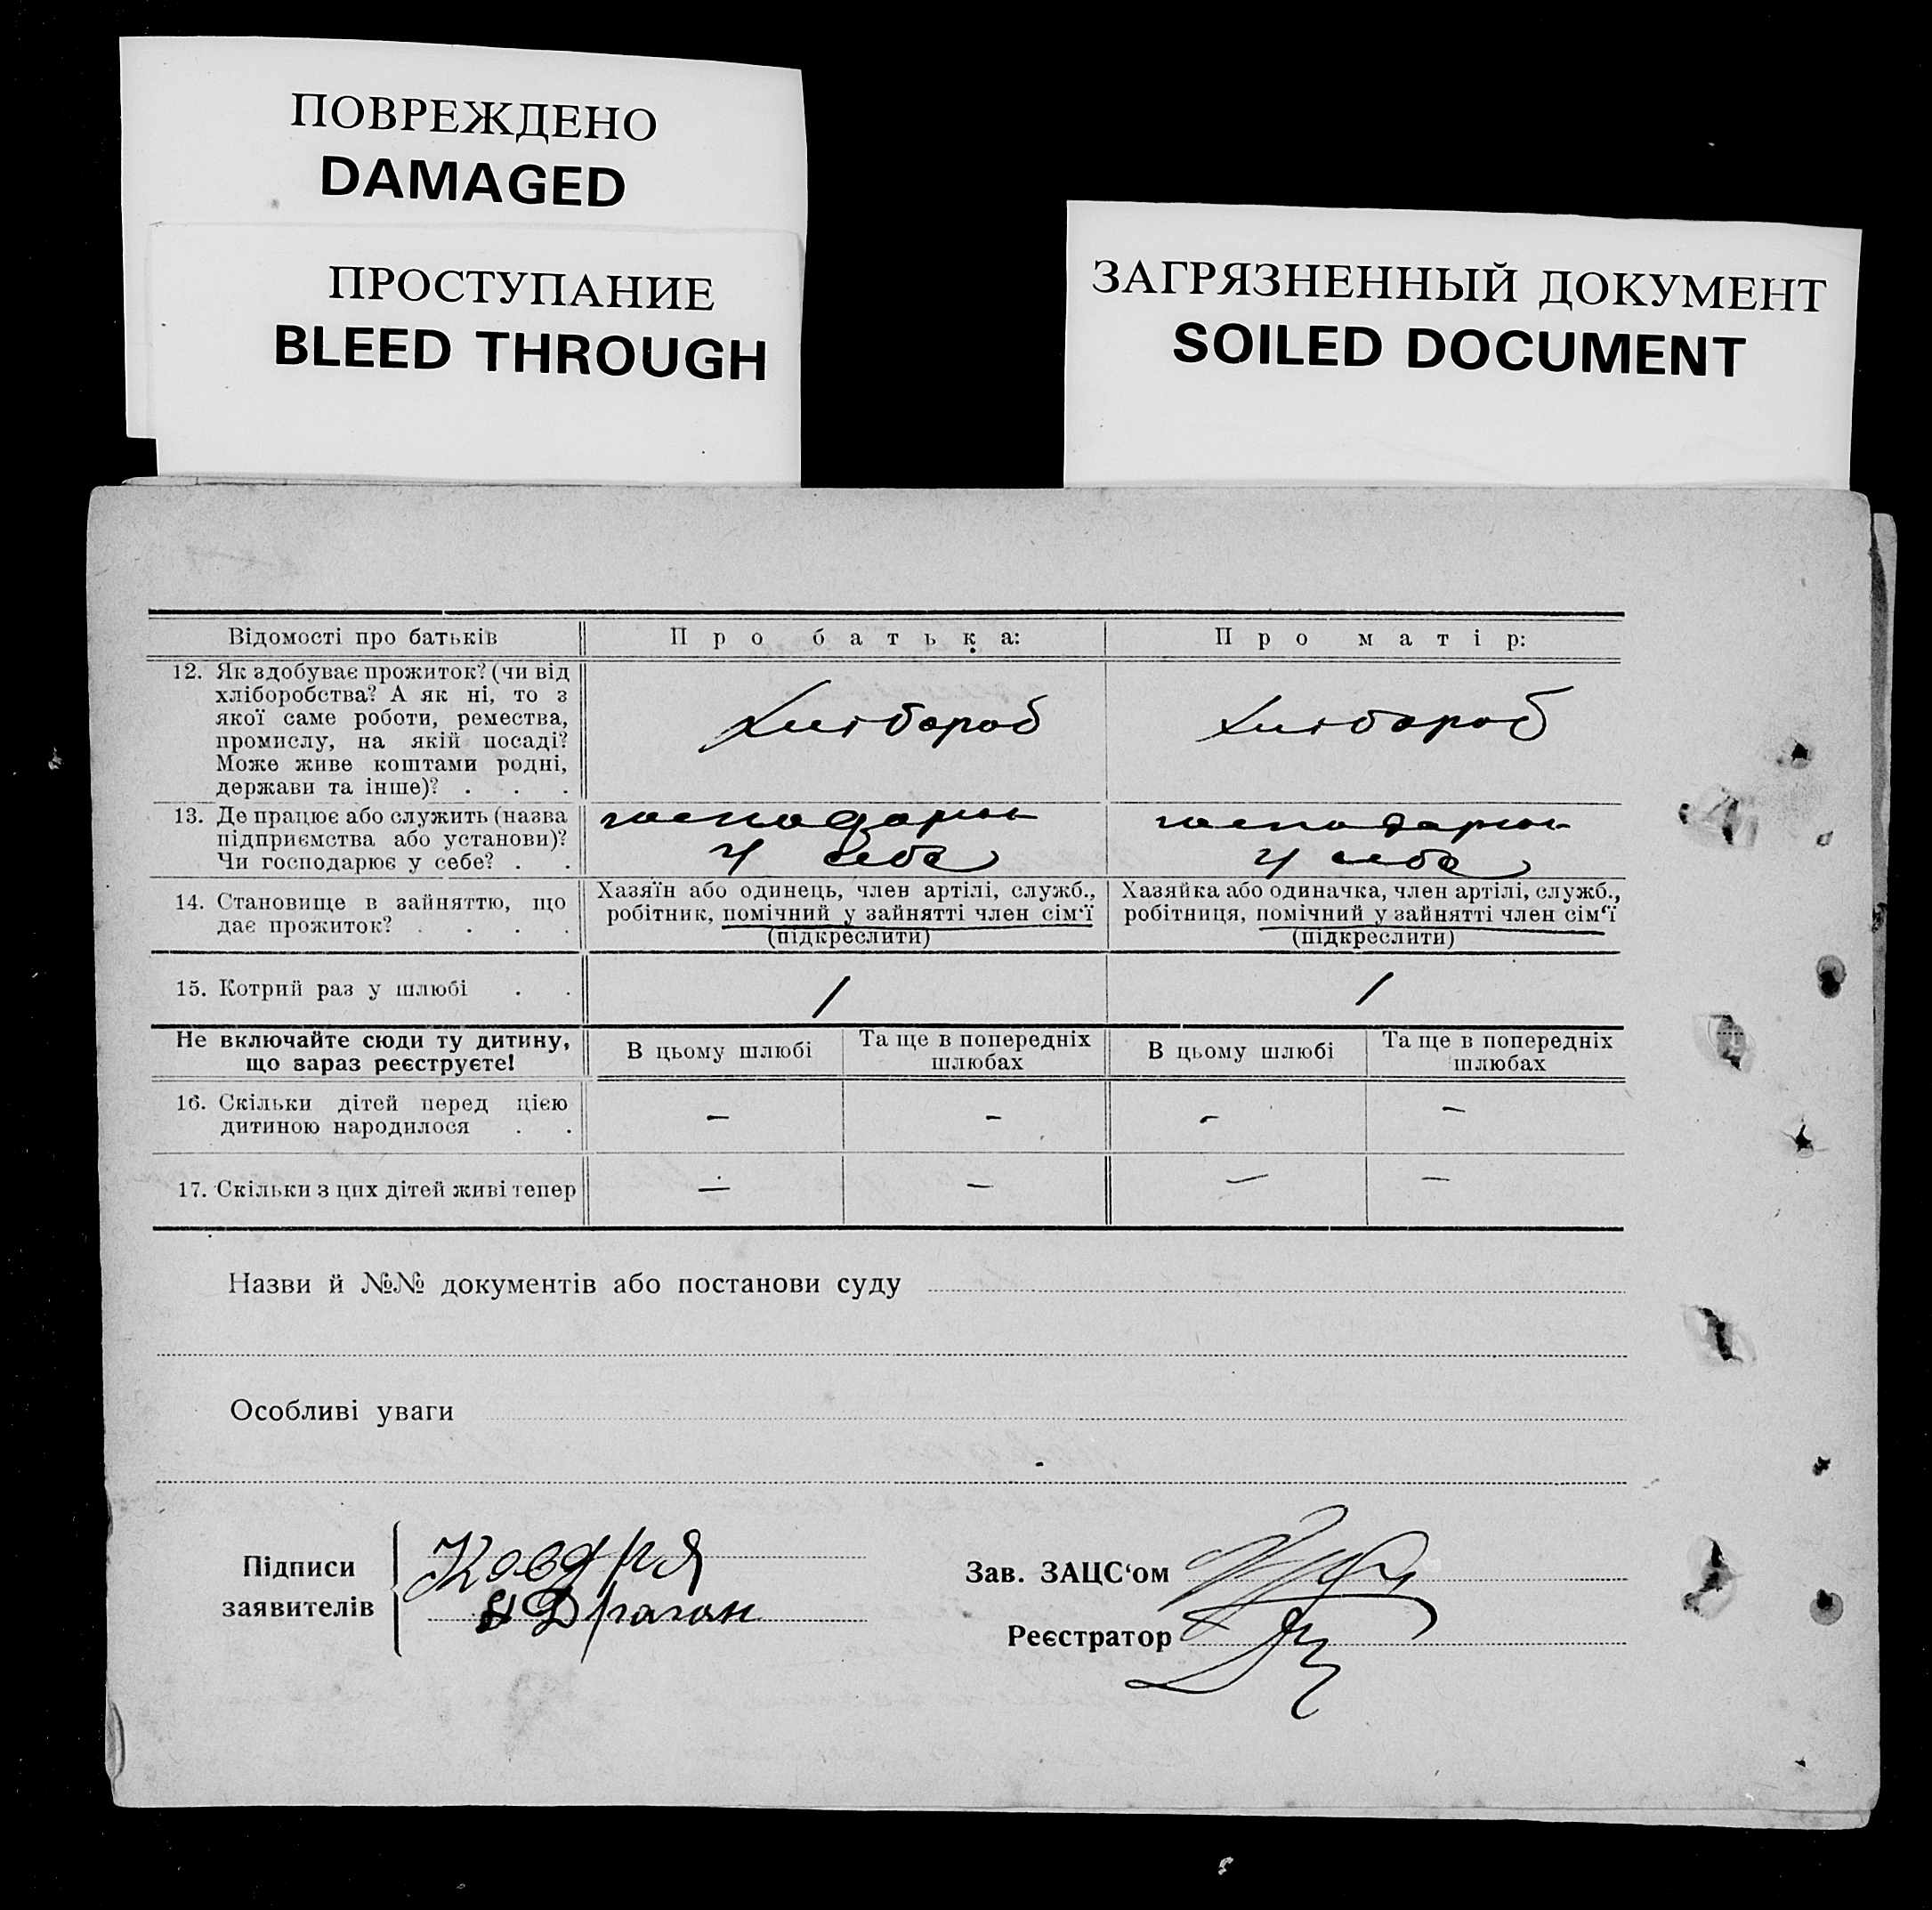 ПОВРЕЖДЕНО
DAMAGED
ПРОСТУПАНИЕ
BLEED THROUGH
ЗАГРЯЗНЕННЫЙ ДОКУМЕНТ
SOILED DOCUMENT
Відомості про батьків
Про батька:
Про матір:
12. Як здобуває прожиток? (чи від
хліборобства? А як ні, то з
якої саме роботи, ремества,
промислу, на якій посаді?
Може живе коштами родні,
держави та інше)? . . .
Хлібороб
Хлібороб
13. Де працює або служить (назва
підприємства або установи)?
Чи господарює у себе? . .
господарює
у себе
господарює
у себе
14. Становище в зайняттю, що
дає прожиток? . . . .
Хазяїн або одинець, член артілі, служб.,
робітник, помічний у зайнятті член сім'ї
(підкреслити)
Хазяйка або одиначка, член артілі, служб.,
робітниця, помічний у зайнятті член сім'ї
(підкреслити)
15. Котрий раз у шлюбі . .
1
1
Не включайте сюди ту дитину,
що зараз реєструєте!
В цьому шлюбі
Та ще в попередніх
шлюбах
В цьому шлюбі
Та ще в попередніх
шлюбах
16. Скільки дітей перед цією
дитиною народилося . .
– – – –
17. Скільки з цих дітей живі тепер
– – – –
Назви й №№ документів або постанови суду
Особливі уваги
Підписи
заявителів
Ковдря
Драган
Зав. ЗАЦС'ом
Реєстратор